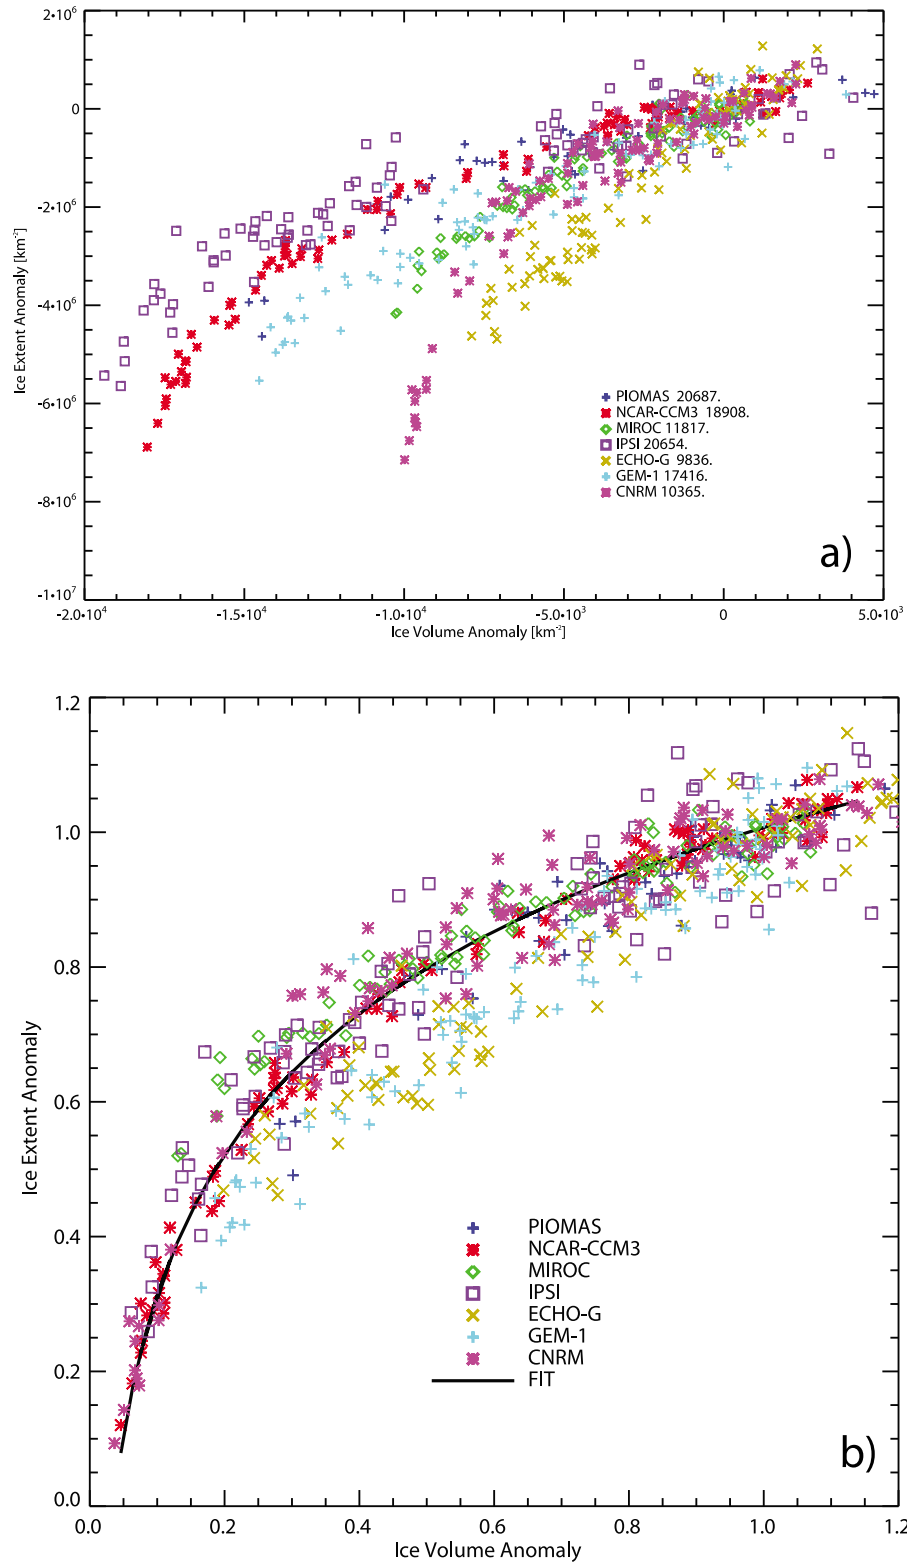 2•10⁶
0
-2•10⁶
-4•10⁶
-6•10⁶
-8•10⁶
-1•10⁷
Ice Extent Anomaly [km⁻²]
PIOMAS 20687.
NCAR-CCM3 18908.
MIROC 11817.
IPSI 20654.
ECHO-G 9836.
GEM-1 17416.
CNRM 10365.
a)
-2.0•10⁴ -1.5•10⁴ -1.0•10⁴ -5.0•10³ 0 5.0•10³
Ice Volume Anomaly [km⁻²]
1.2
1.0
0.8
0.6
0.4
0.2
0.0
Ice Extent Anomaly
PIOMAS
NCAR-CCM3
MIROC
IPSI
ECHO-G
GEM-1
CNRM
FIT
b)
0.0 0.2 0.4 0.6 0.8 1.0 1.2
Ice Volume Anomaly